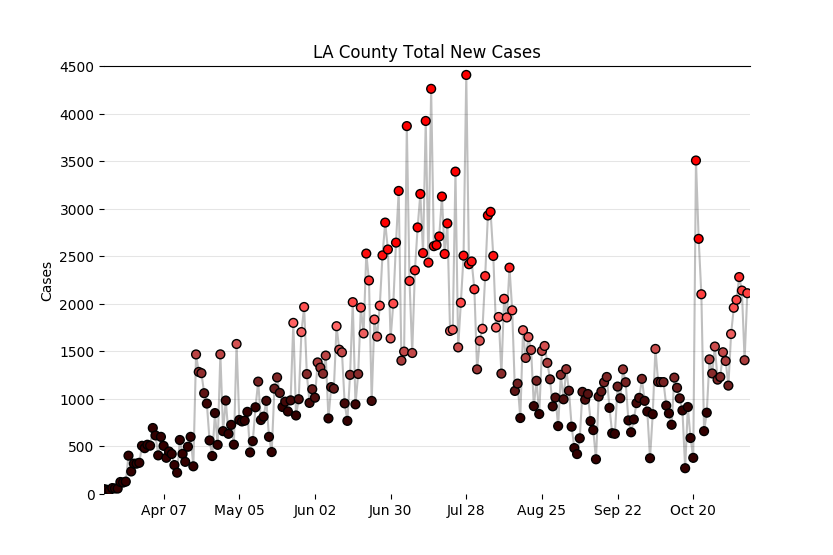 LA County Total New Cases
4500
4000
3500
3000
2500
2000
1500
1000
500
0
Cases
Apr 07
May 05
Jun 02
Jun 30
Jul 28
Aug 25
Sep 22
Oct 20